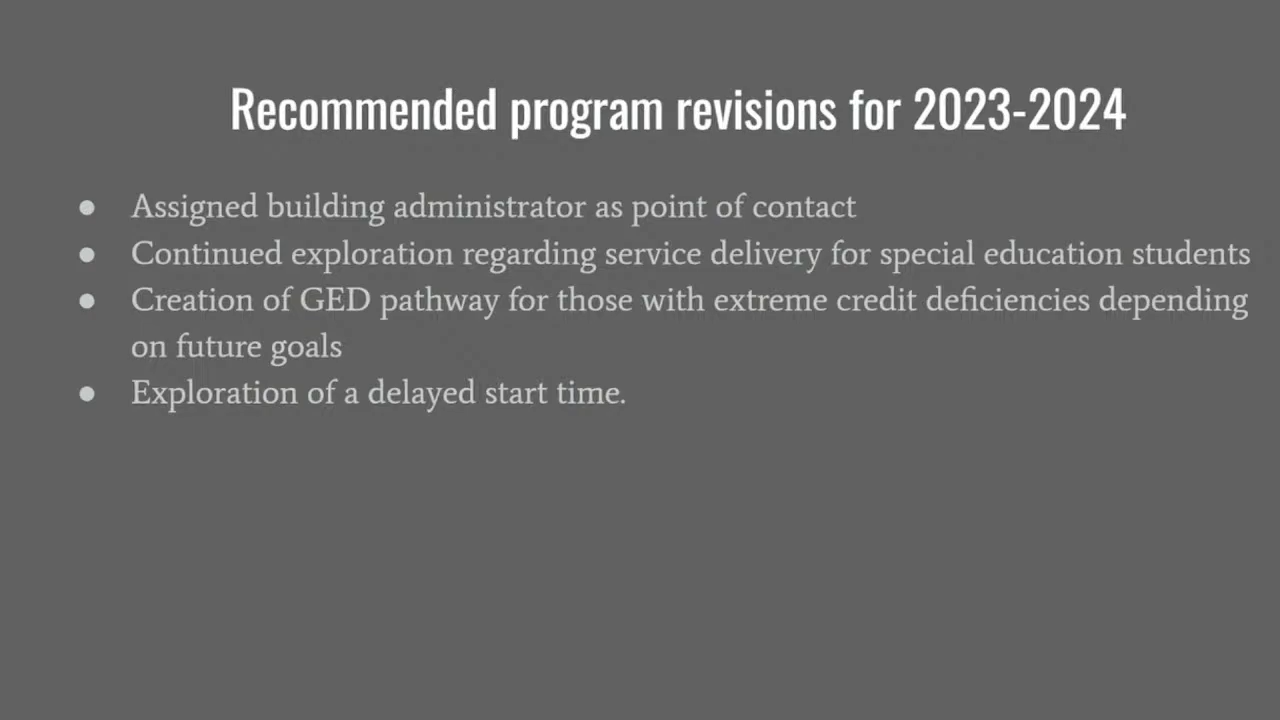 Recommended program revisions for 2023-2024
● Assigned building administrator as point of contact
● Continued exploration regarding service delivery for special education students
● Creation of GED pathway for those with extreme credit deficiencies depending
on future goals
● Exploration of a delayed start time.